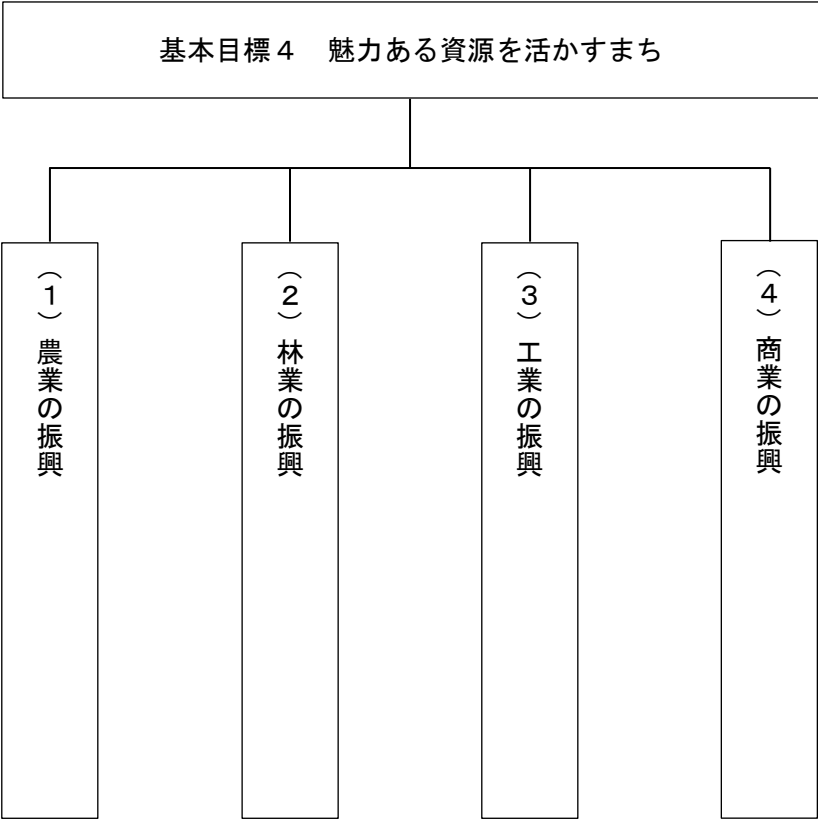 基本目標４　魅力ある資源を活かすまち
（１）農業の振興
（２）林業の振興
（３）工業の振興
（４）商業の振興